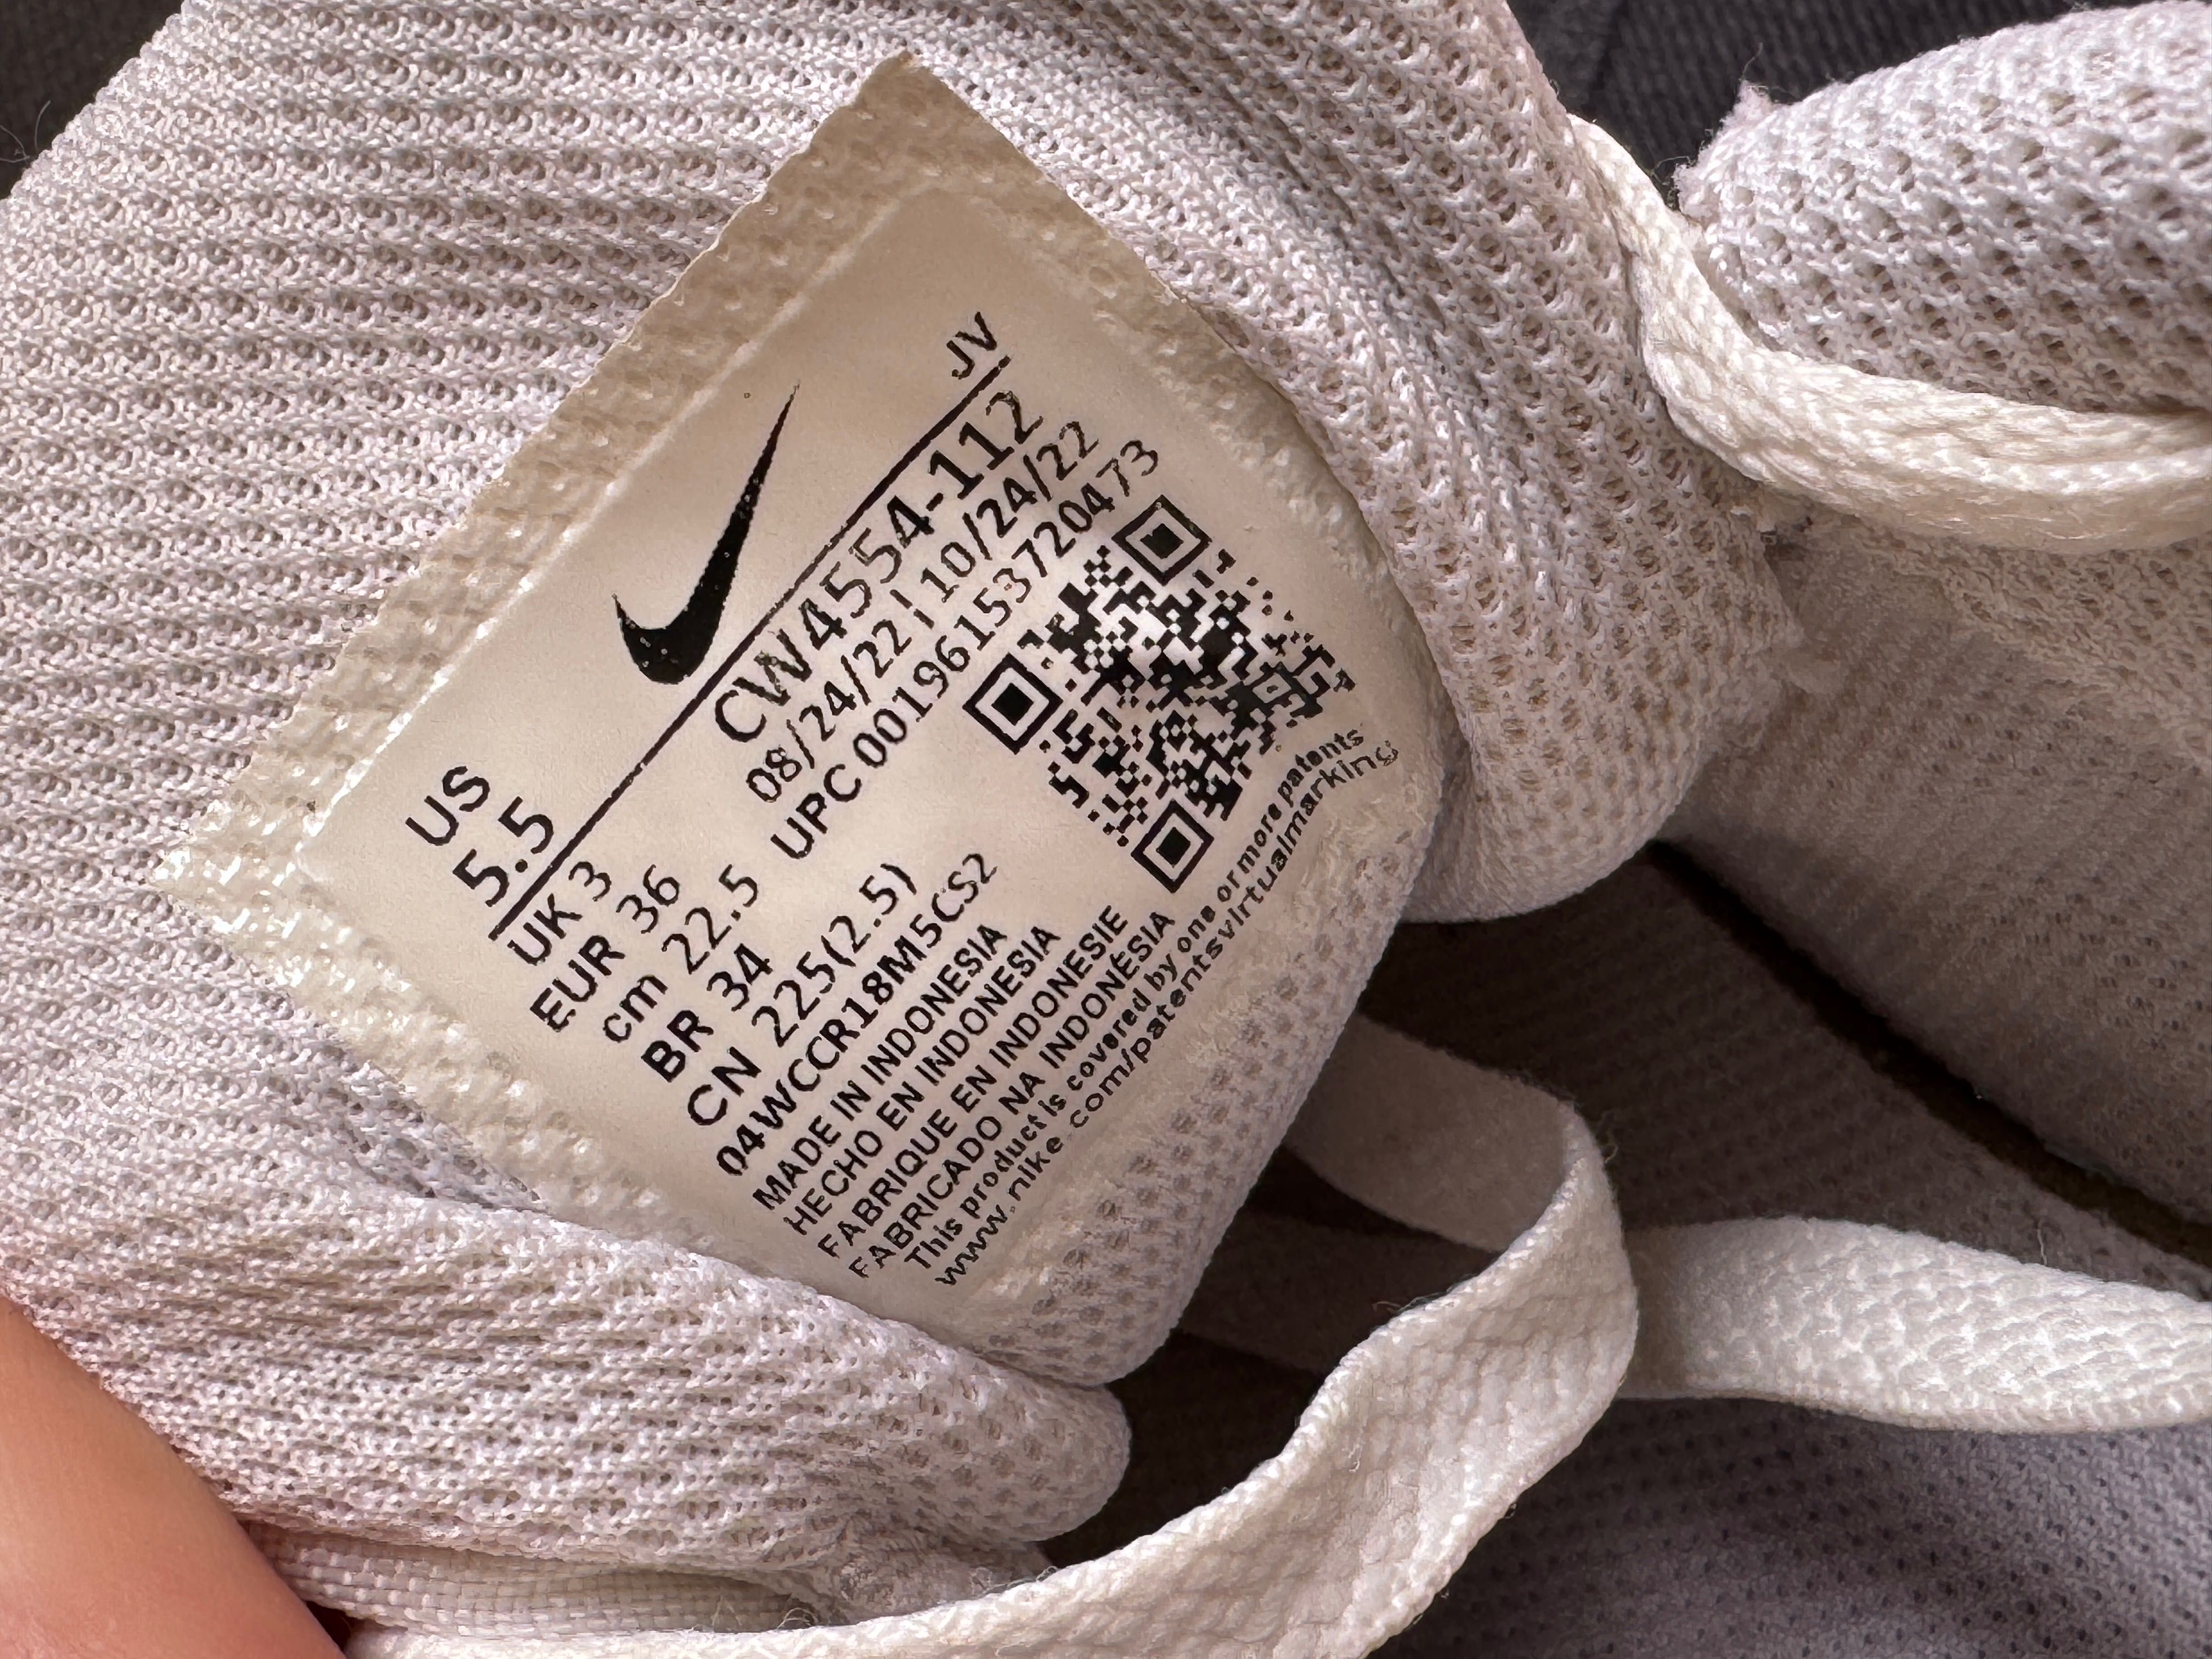 US
5.5
JV
UK 3
EUR 36
cm 22.5
BR 34
CN 225(2.5)
CW4554-112
08/24/22 | 10/24/22
UPC 00196153720473
04WCCR18M5CS2
MADE IN INDONESIA
HECHO EN INDONESIA
FABRIQUE EN INDONESIE
FABRICADO NA INDONÉSIA
This product is covered by one or more patents
www.nike.com/patentsvirtualmarking